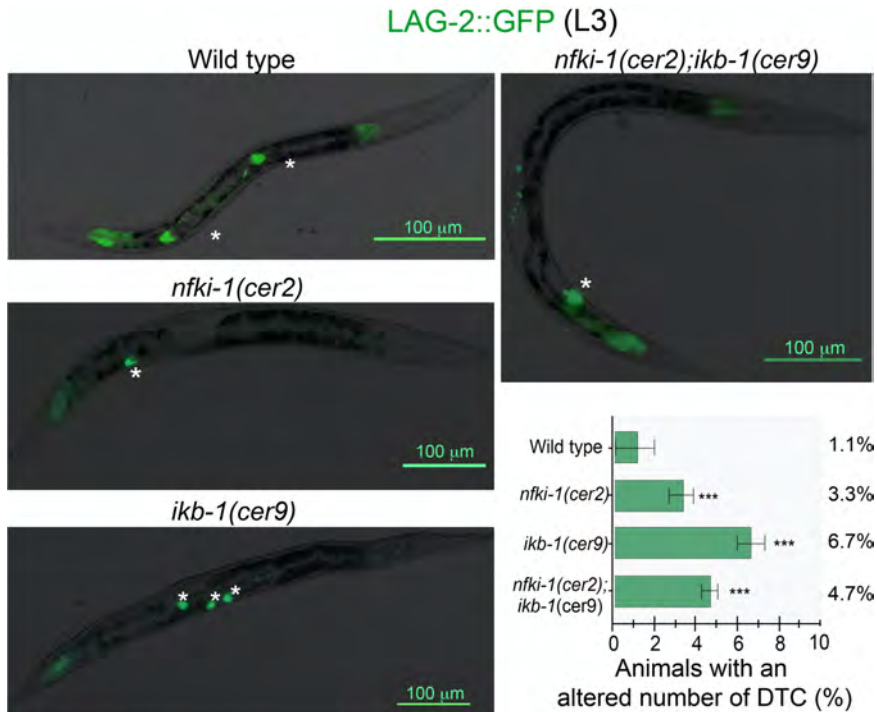 LAG-2::GFP (L3)
Wild type
*
*
100 μm
nfki-1(cer2)
*
100 μm
ikb-1(cer9)
* * *
100 μm
nfki-1(cer2);ikb-1(cer9)
*
100 μm
Wild type 1.1%
nfki-1(cer2) *** 3.3%
ikb-1(cer9) *** 6.7%
nfki-1(cer2);
ikb-1(cer9) *** 4.7%
0 2 4 6 8 10
Animals with an
altered number of DTC (%)